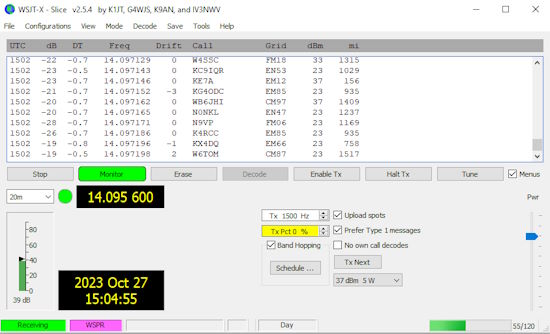 WSJT-X - Slice v2.5.4 by K1JT, G4WJS, K9AN, and IV3NWV
File Configurations View Mode Decode Save Tools Help
UTC dB DT Freq Drift Call Grid dBm mi
1502 -22 -0.7 14.097129 0 W4SSC FM18 33 1315
1502 -23 -0.5 14.097143 0 KC9IQR EN53 23 1029
1502 -23 -0.7 14.097146 0 KE7A EM12 37 156
1502 -21 -0.7 14.097152 -3 KG4ODC EM85 23 935
1502 -20 -0.7 14.097162 0 WB6JHI CM97 37 1409
1502 -20 -0.7 14.097165 0 N0NKL EN47 23 1237
1502 -28 -0.7 14.097171 0 N9VP FM06 23 1169
1502 -26 -0.7 14.097186 0 K4RCC EM85 23 935
1502 -19 -0.8 14.097196 -1 KX4DQ EM66 23 758
1502 -19 -0.5 14.097198 2 W6TOM CM87 23 1517
Stop Monitor Erase Decode Enable Tx Halt Tx Tune Menus
20m 14.095 600 Pwr
Tx 1500 Hz Upload spots
-80 Tx Pct 0 % Prefer Type 1 messages
-60 Band Hopping No own call decodes
-40 Schedule ... Tx Next
-20 2023 Oct 27 37 dBm 5 W
-0 15:04:55
39 dB
Receiving WSPR Day 55/120